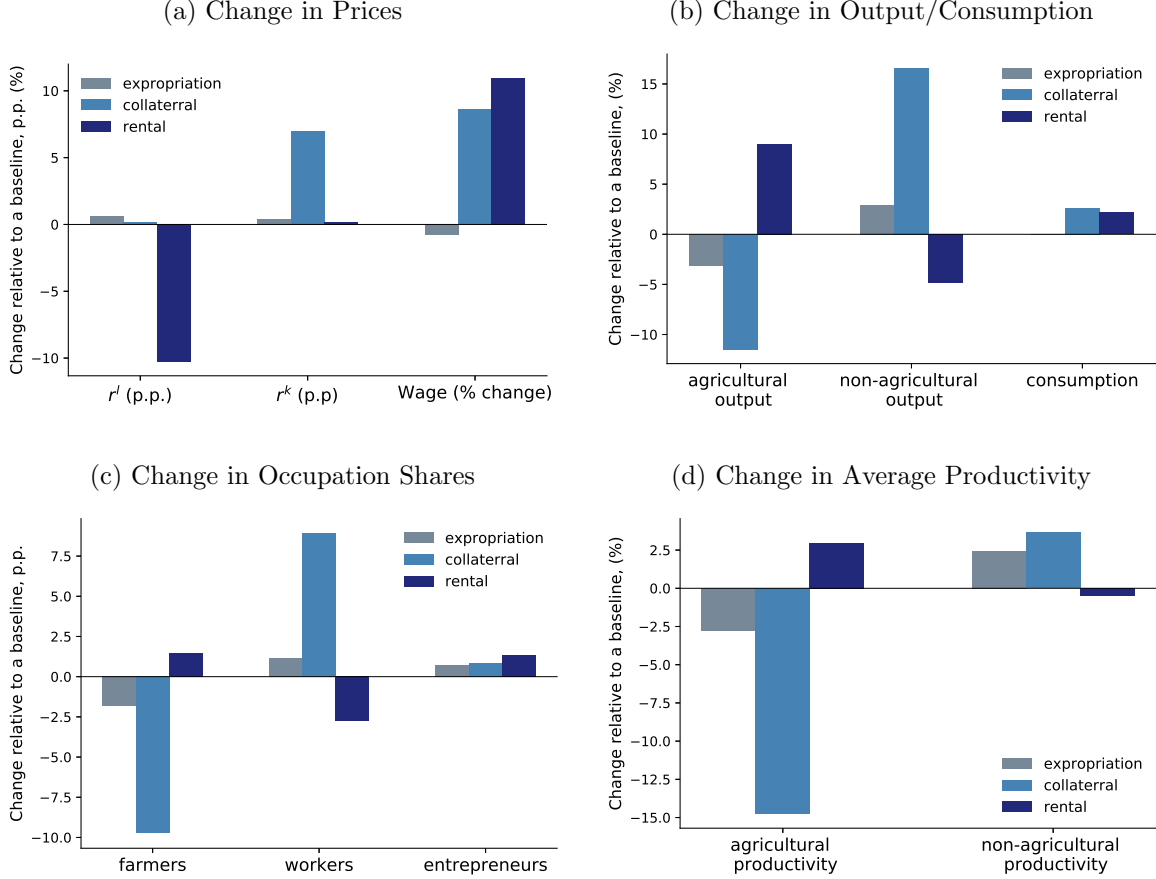 (a) Change in Prices
Change relative to a baseline, p.p. (%)
10
5
0
−5
−10
expropriation
collaterral
rental
r^l (p.p.)
r^k (p.p)
Wage (% change)
(b) Change in Output/Consumption
Change relative to a baseline, (%)
15
10
5
0
−5
−10
expropriation
collaterral
rental
agricultural
output
non-agricultural
output
consumption
(c) Change in Occupation Shares
Change relative to a baseline, p.p.
7.5
5.0
2.5
0.0
−2.5
−5.0
−7.5
−10.0
expropriation
collaterral
rental
farmers
workers
entrepreneurs
(d) Change in Average Productivity
Change relative to a baseline, (%)
2.5
0.0
−2.5
−5.0
−7.5
−10.0
−12.5
−15.0
expropriation
collaterral
rental
agricultural
productivity
non-agricultural
productivity